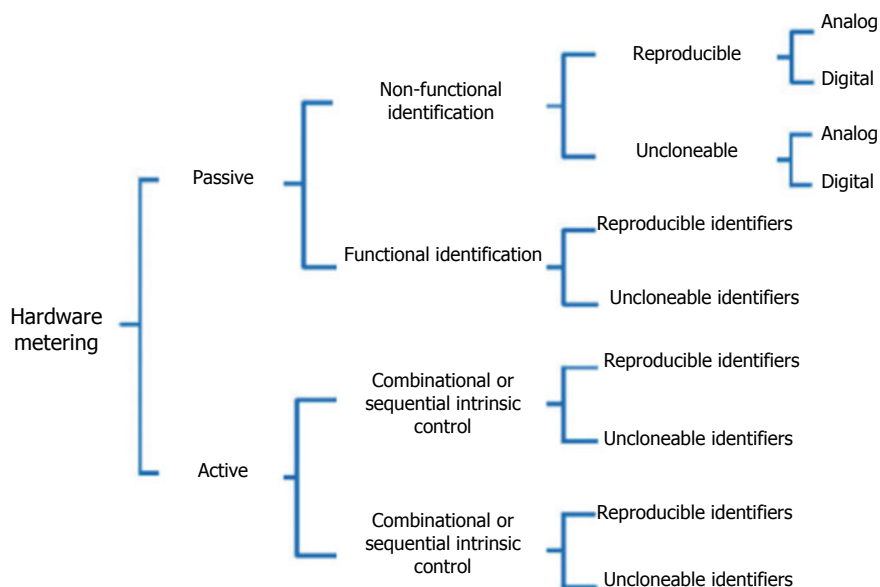 Hardware
metering
Passive
Non-functional
identification
Reproducible
Analog
Digital
Uncloneable
Analog
Digital
Functional identification
Reproducible identifiers
Uncloneable identifiers
Active
Combinational or
sequential intrinsic
control
Reproducible identifiers
Uncloneable identifiers
Combinational or
sequential intrinsic
control
Reproducible identifiers
Uncloneable identifiers